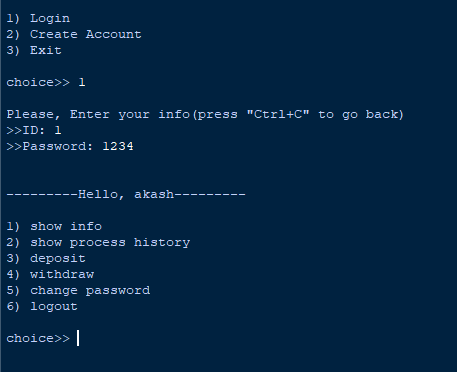 1) Login
2) Create Account
3) Exit
choice>> 1
Please, Enter your info(press "Ctrl+C" to go back)
>>ID: 1
>>Password: 1234
---------Hello, akash---------
1) show info
2) show process history
3) deposit
4) withdraw
5) change password
6) logout
choice>>